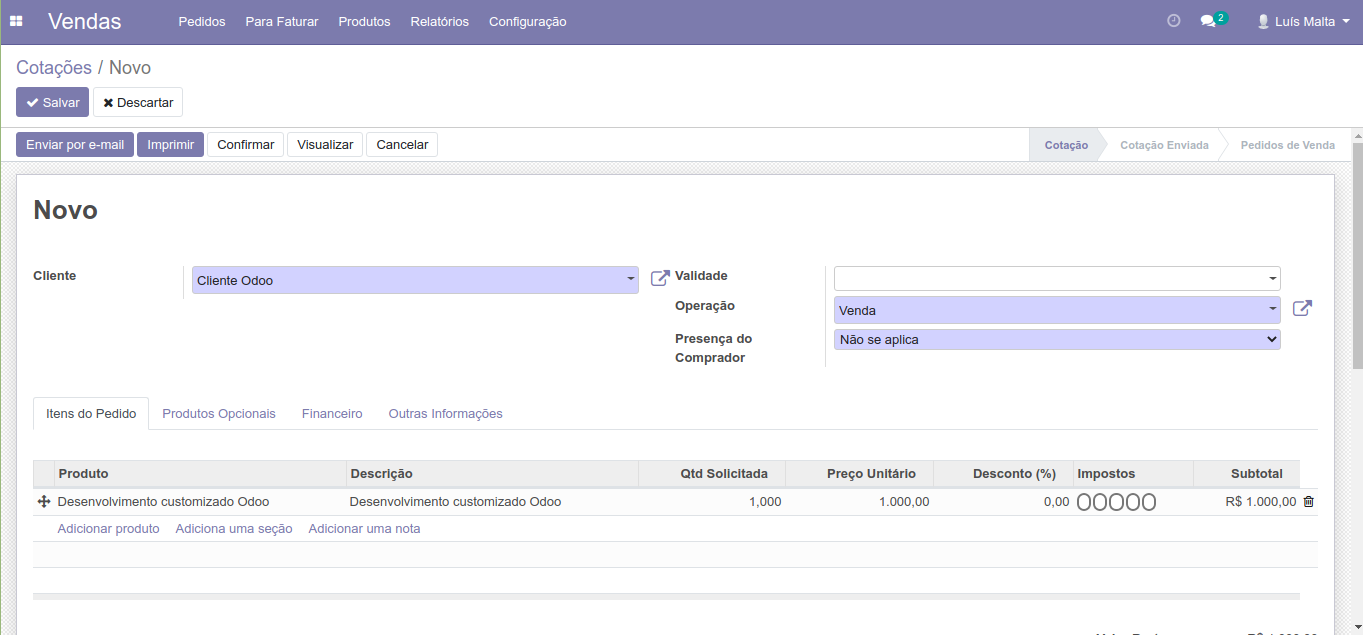 Vendas Pedidos Para Faturar Produtos Relatórios Configuração 2 Luís Malta
Cotações / Novo
Salvar Descartar
Enviar por e-mail Imprimir Confirmar Visualizar Cancelar Cotação Cotação Enviada Pedidos de Venda
Novo
Cliente Cliente Odoo Validade
Operação Venda
Presença do Não se aplica
Comprador
Itens do Pedido Produtos Opcionais Financeiro Outras Informações
Produto Descrição Qtd Solicitada Preço Unitário Desconto (%) Impostos Subtotal
Desenvolvimento customizado Odoo Desenvolvimento customizado Odoo 1,000 1.000,00 0,00 R$ 1.000,00
Adicionar produto Adiciona uma seção Adicionar uma nota